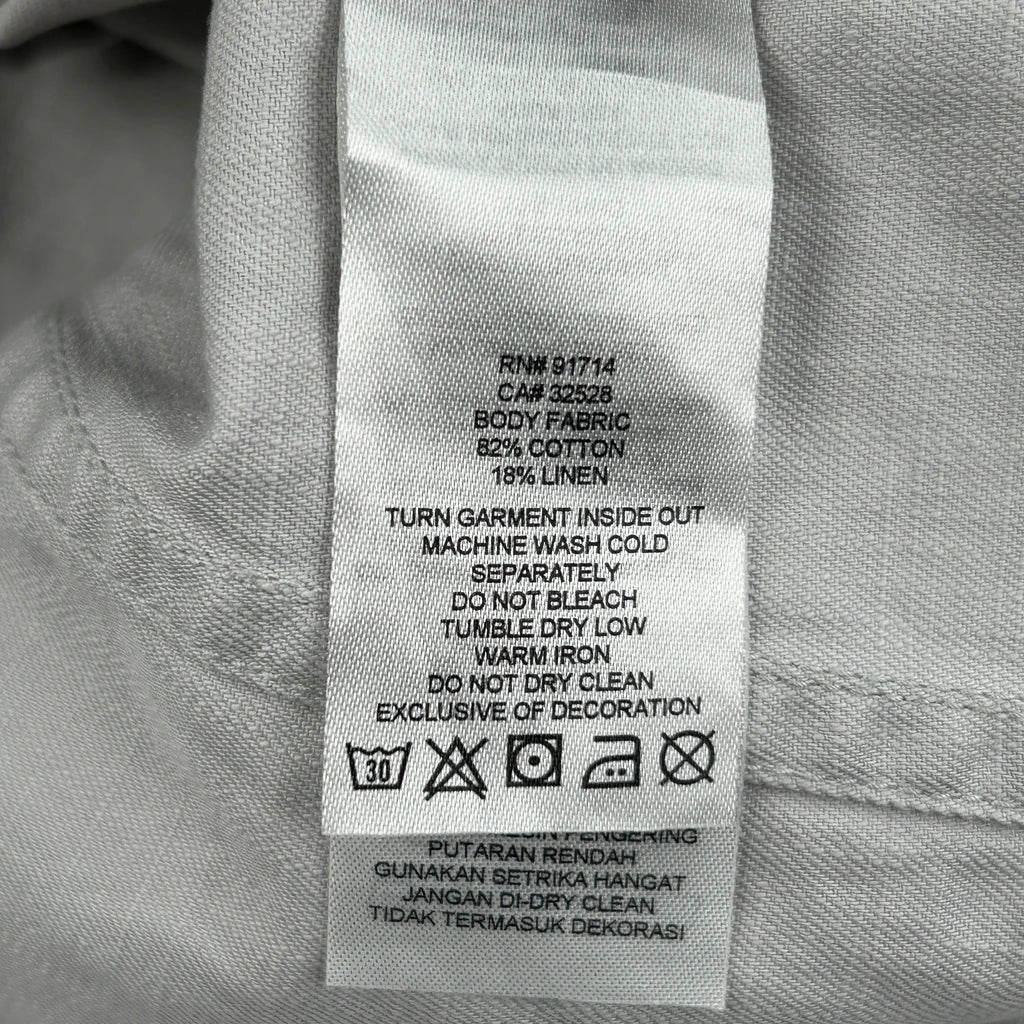 RN# 91714
CA# 32528
BODY FABRIC
82% COTTON
18% LINEN
TURN GARMENT INSIDE OUT
MACHINE WASH COLD
SEPARATELY
DO NOT BLEACH
TUMBLE DRY LOW
WARM IRON
DO NOT DRY CLEAN
EXCLUSIVE OF DECORATION
30
PENGERING
PUTARAN RENDAH
GUNAKAN SETRIKA HANGAT
JANGAN DI-DRY CLEAN
TIDAK TERMASUK DEKORASI